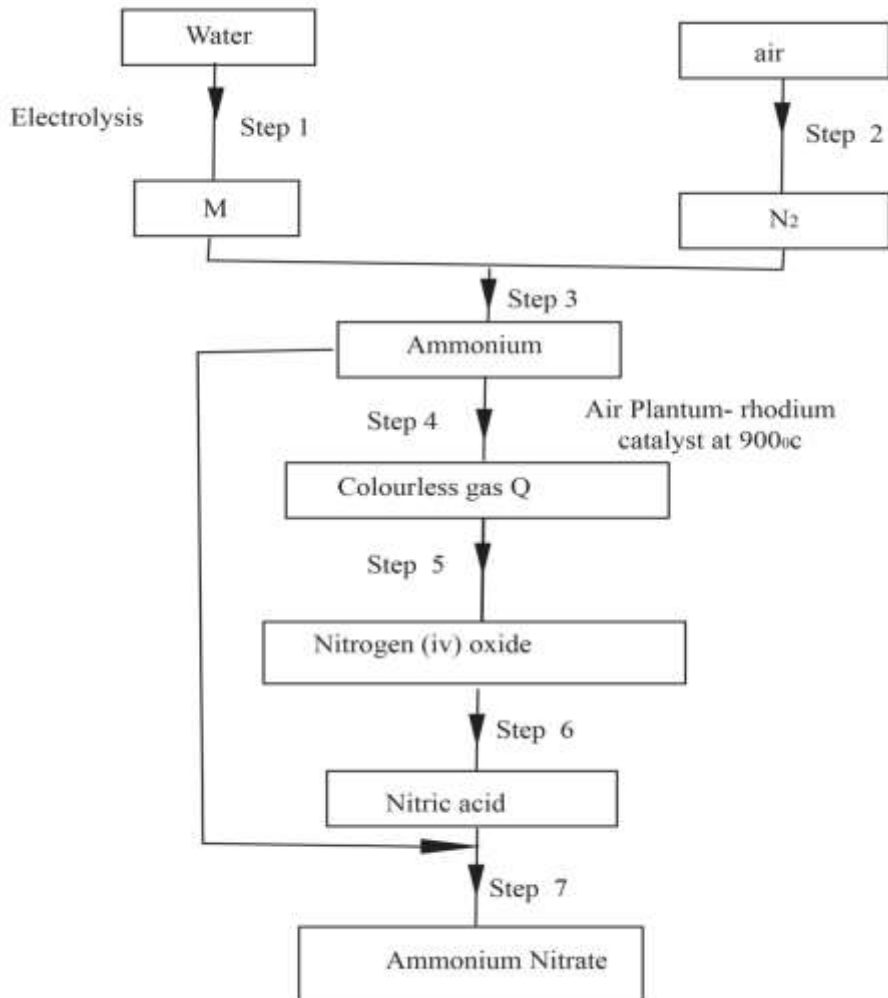 Water
air
Electrolysis
Step 1
Step 2
M
N2
Step 3
Ammonium
Step 4
Air Plantum- rhodium
catalyst at 9000c
Colourless gas Q
Step 5
Nitrogen (iv) oxide
Step 6
Nitric acid
Step 7
Ammonium Nitrate